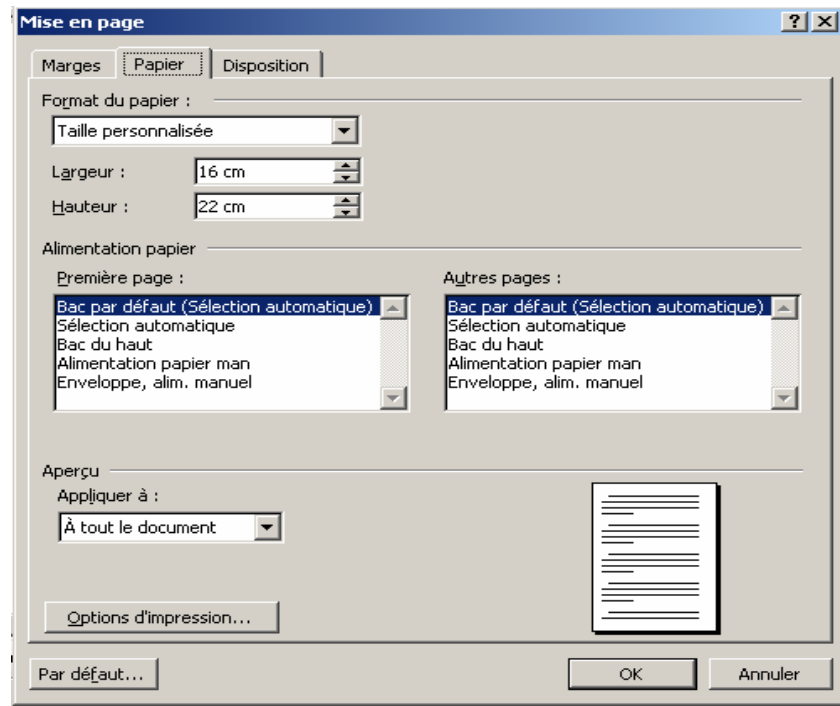 Mise en page
Marges Papier Disposition
Format du papier :
Taille personnalisée
Largeur : 16 cm
Hauteur : 22 cm
Alimentation papier
Première page :
Bac par défaut (Sélection automatique)
Sélection automatique
Bac du haut
Alimentation papier man
Enveloppe, alim. manuel
Autres pages :
Bac par défaut (Sélection automatique)
Sélection automatique
Bac du haut
Alimentation papier man
Enveloppe, alim. manuel
Aperçu
Appliquer à :
À tout le document
Options d'impression...
Par défaut... OK Annuler